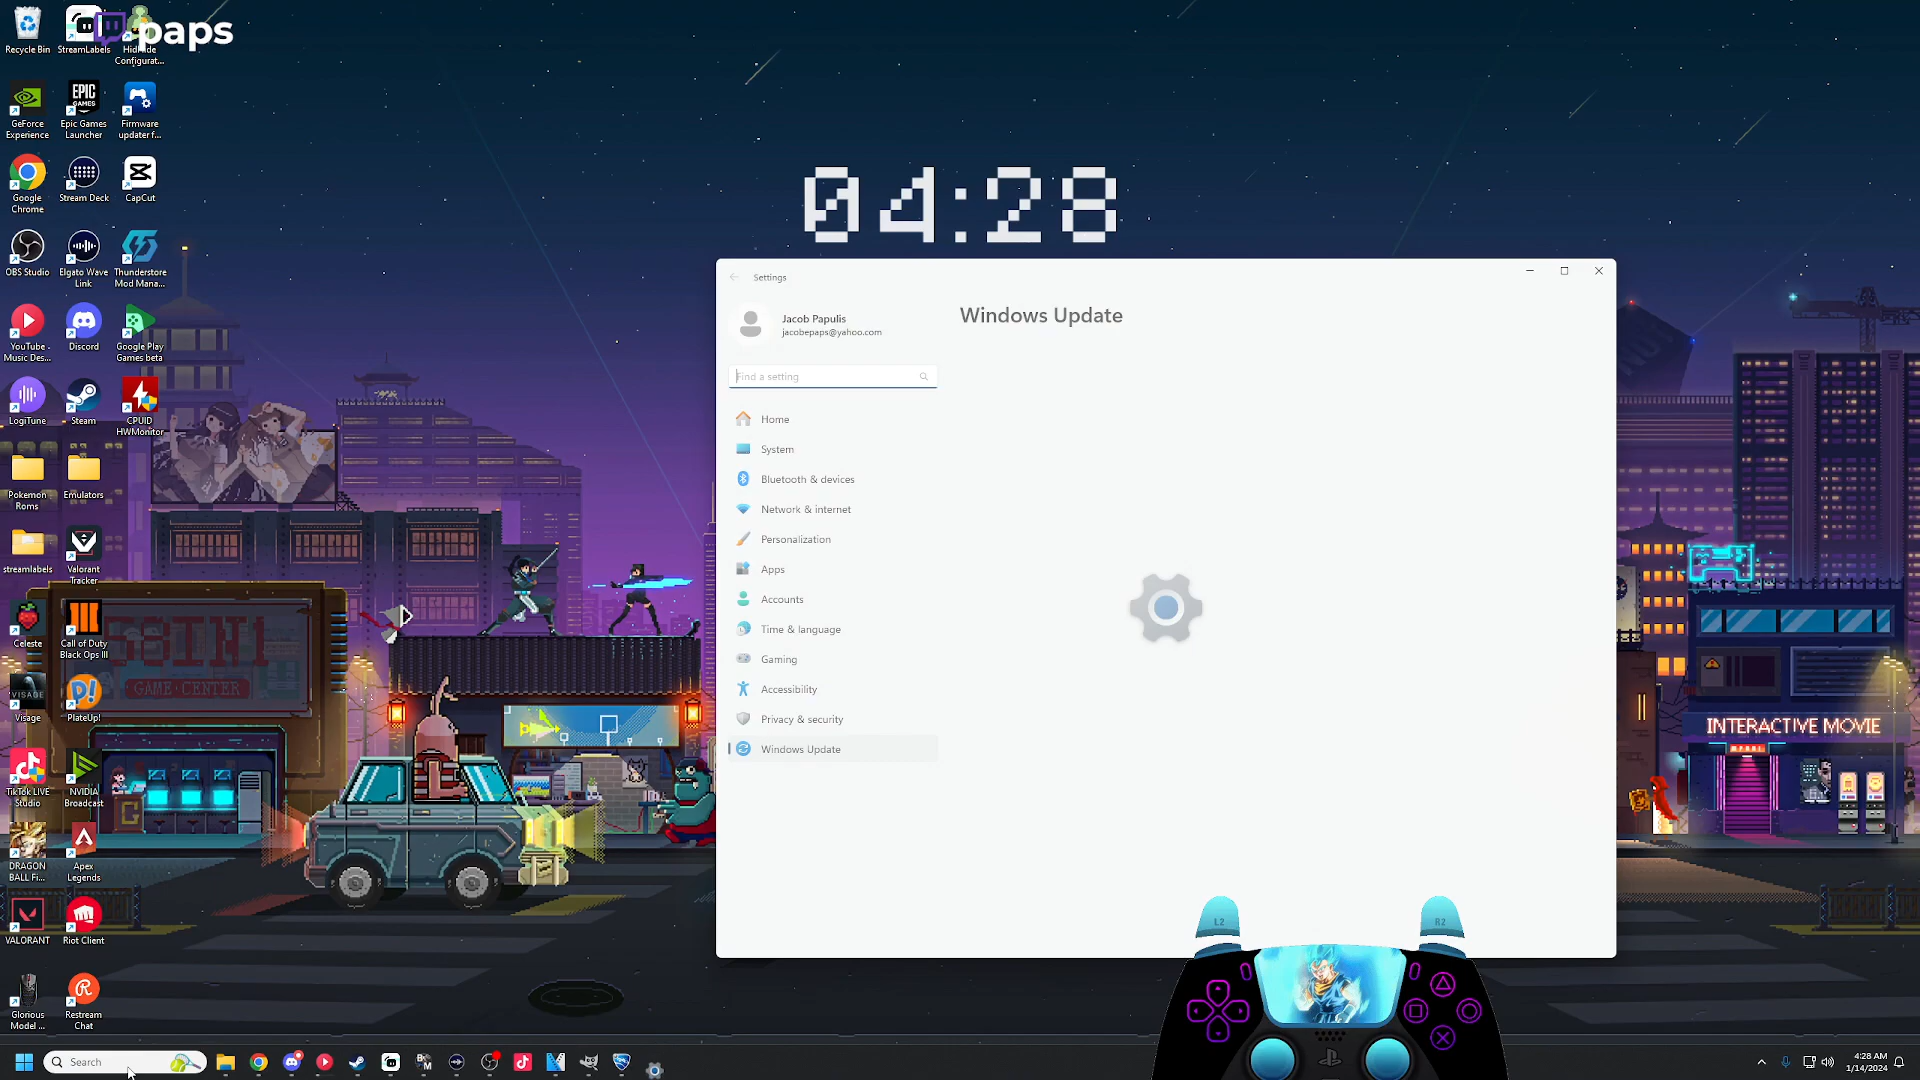 paps
Recycle Bin
StreamLabels
HidHide
Configurat...
GeForce
Experience
EPIC
GAMES
Epic Games
Launcher
Firmware
updater f...
Google
Chrome
Stream Deck
CapCut
OBS Studio
Elgato Wave
Link
Thunderstore
Mod Mana...
YouTube -
Music Des...
Discord
Google Play
Games beta
LogiTune
Steam
CPUID
HWMonitor
Pokemon
Roms
Emulators
streamlabels
Valorant
Tracker
Celeste
Call of Duty
Black Ops III
VISAGE
Visage
PlateUp!
TikTok LIVE
Studio
NVIDIA
Broadcast
DRAGON
BALL Fi...
Apex
Legends
VALORANT
Riot Client
Glorious
Model ...
Restream
Chat
04:28
Settings
Jacob Papulis
jacobepaps@yahoo.com
Find a setting
Home
System
Bluetooth & devices
Network & internet
Personalization
Apps
Accounts
Time & language
Gaming
Accessibility
Privacy & security
Windows Update
Windows Update
GAME·CENTER
INTERACTIVE MOVIE
L2
R2
Search
4:28 AM
1/14/2024